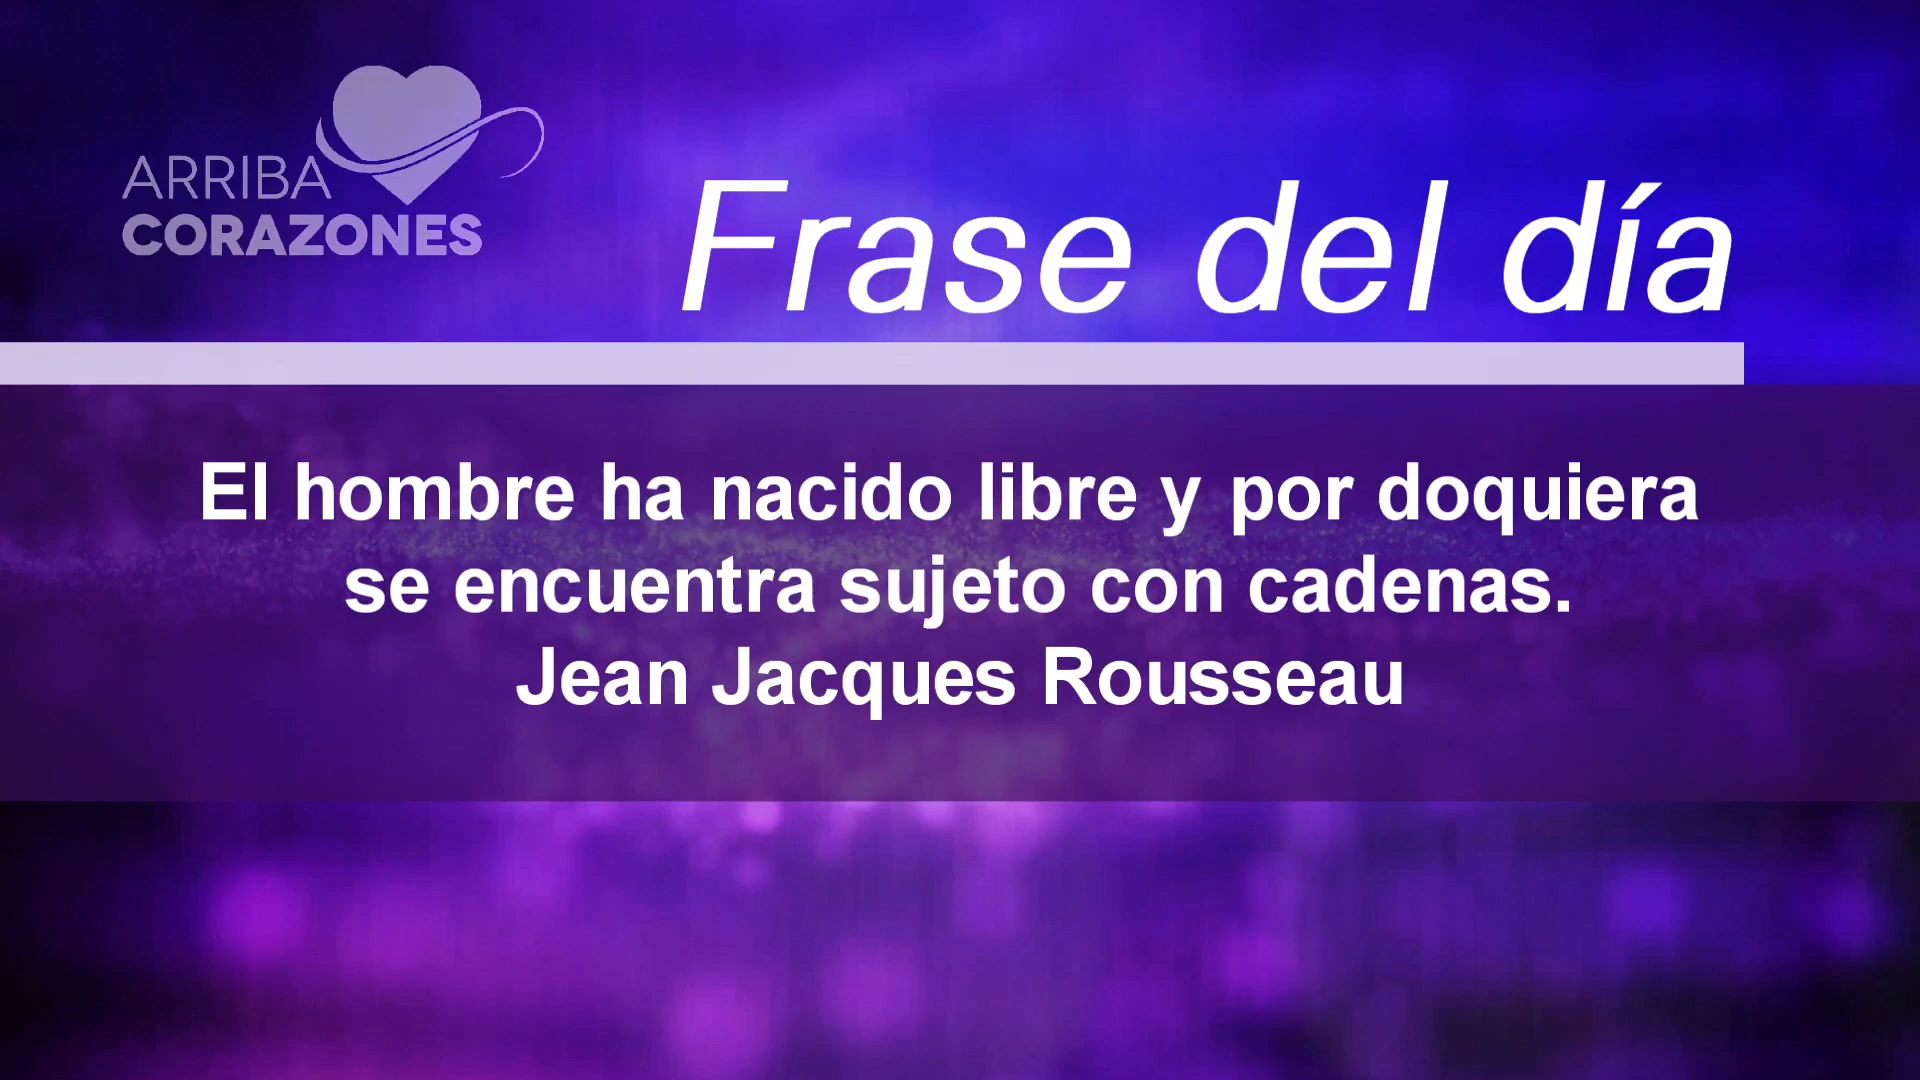 ARRIBA
CORAZONES
Frase del día
El hombre ha nacido libre y por doquiera
se encuentra sujeto con cadenas.
Jean Jacques Rousseau